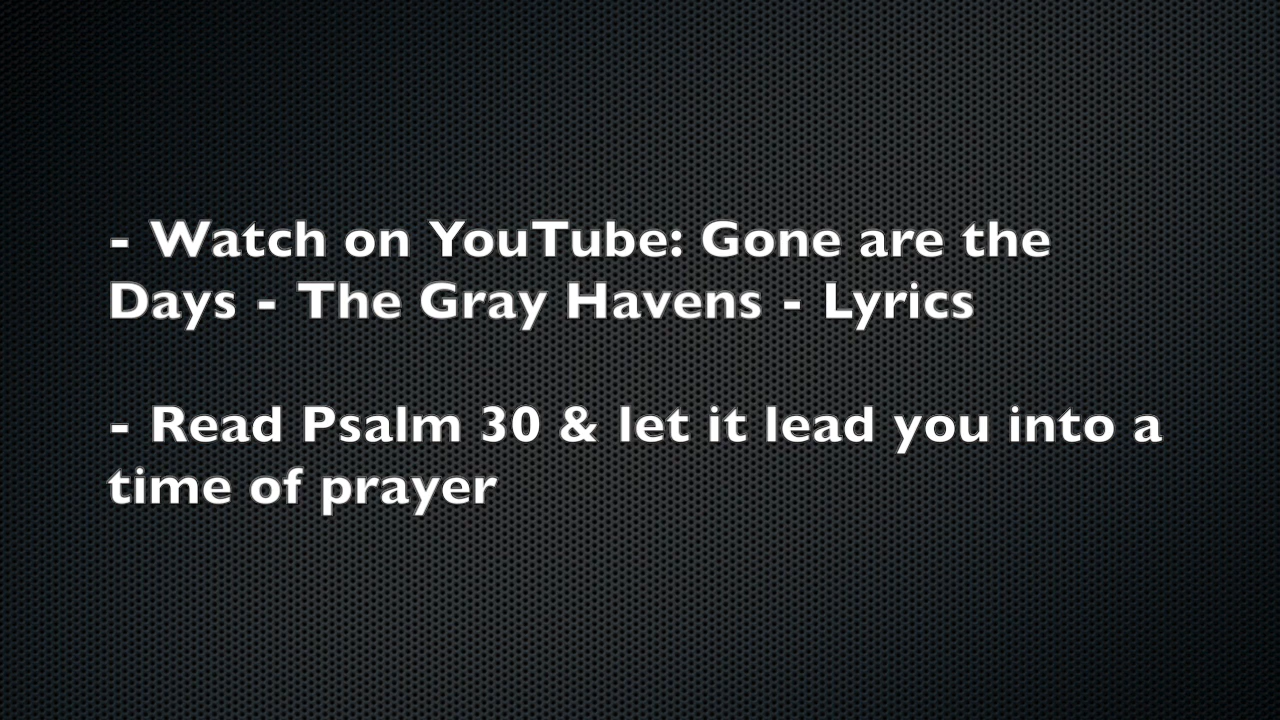 - Watch on YouTube: Gone are the
Days - The Gray Havens - Lyrics
- Read Psalm 30 & let it lead you into a
time of prayer